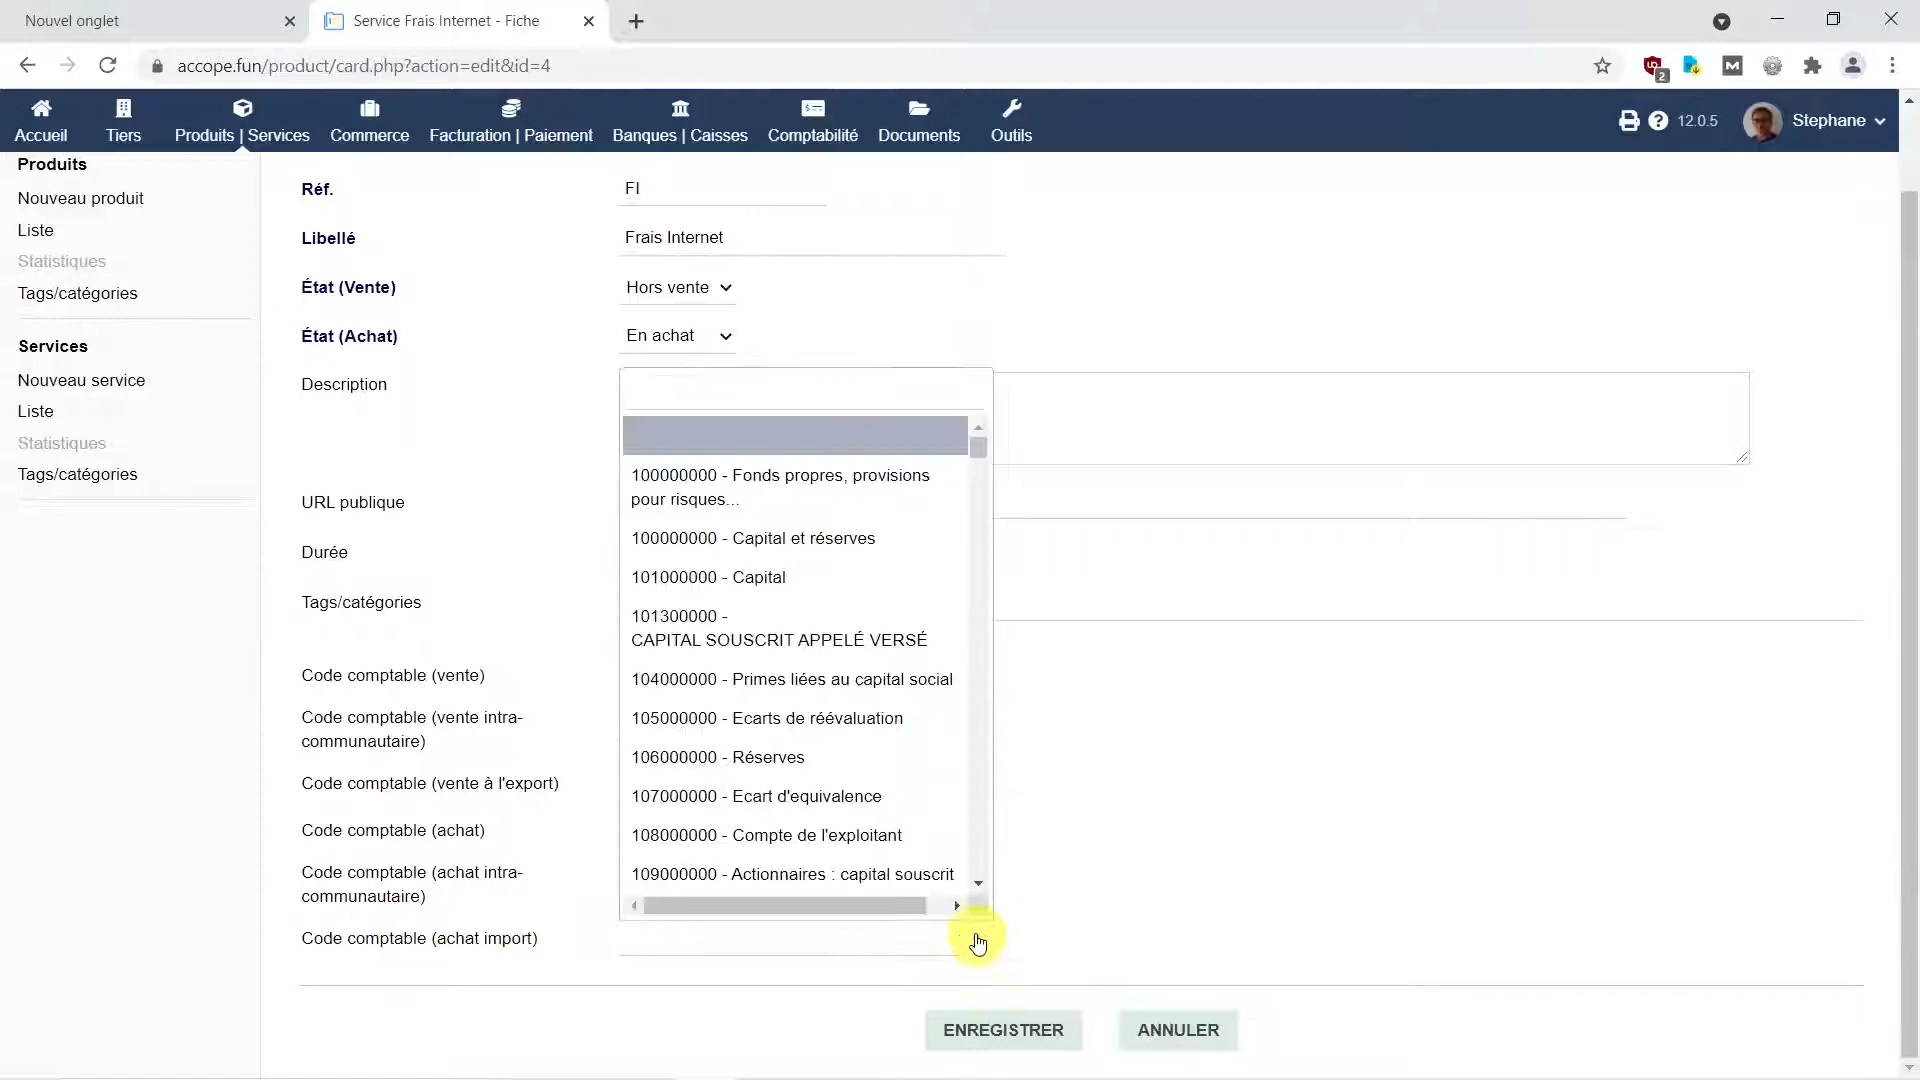 Nouvel onglet
Service Frais Internet - Fiche
accope.fun/product/card.php?action=edit&id=4
2
Accueil
Tiers
Produits | Services
Commerce
Facturation | Paiement
Banques | Caisses
Comptabilité
Documents
Outils
12.0.5
Stephane
Produits
Nouveau produit
Liste
Statistiques
Tags/catégories
Services
Nouveau service
Liste
Statistiques
Tags/catégories
Réf.
FI
Libellé
Frais Internet
État (Vente)
Hors vente
État (Achat)
En achat
Description
URL publique
Durée
Tags/catégories
Code comptable (vente)
Code comptable (vente intra-
communautaire)
Code comptable (vente à l'export)
Code comptable (achat)
Code comptable (achat intra-
communautaire)
Code comptable (achat import)
100000000 - Fonds propres, provisions
pour risques...
100000000 - Capital et réserves
101000000 - Capital
101300000 -
CAPITAL SOUSCRIT APPELÉ VERSÉ
104000000 - Primes liées au capital social
105000000 - Ecarts de réévaluation
106000000 - Réserves
107000000 - Ecart d'equivalence
108000000 - Compte de l'exploitant
109000000 - Actionnaires : capital souscrit
ENREGISTRER
ANNULER